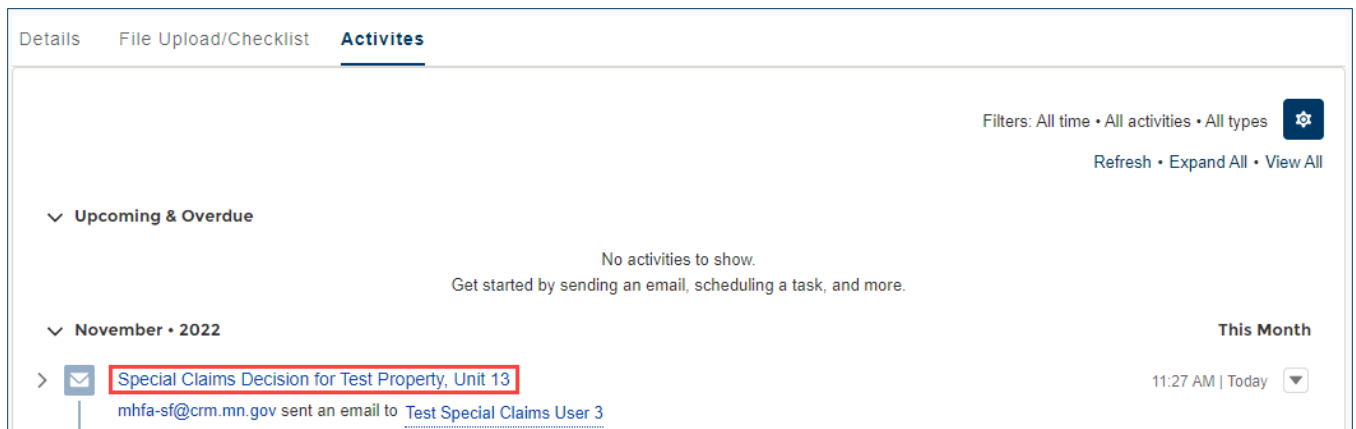 Details File Upload/Checklist Activites
Filters: All time • All activities • All types
Refresh • Expand All • View All
Upcoming & Overdue
No activities to show.
Get started by sending an email, scheduling a task, and more.
November • 2022 This Month
Special Claims Decision for Test Property, Unit 13 11:27 AM | Today
mhfa-sf@crm.mn.gov sent an email to Test Special Claims User 3